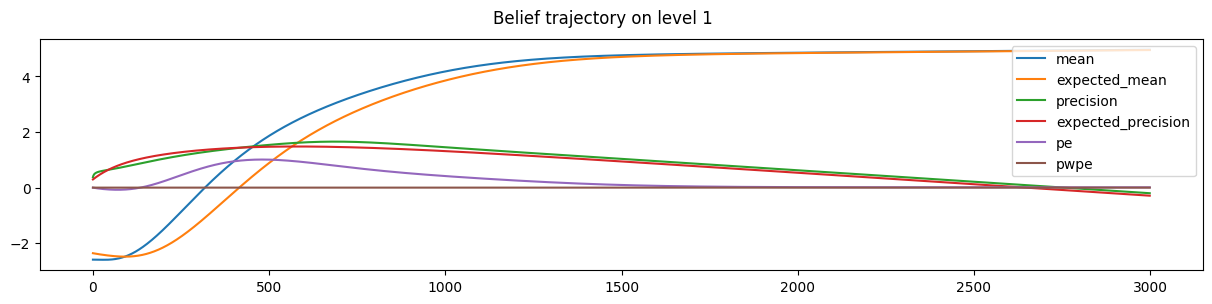 Belief trajectory on level 1
4
2
0
−2
0
500
1000
1500
2000
2500
3000
mean
expected_mean
precision
expected_precision
pe
pwpe